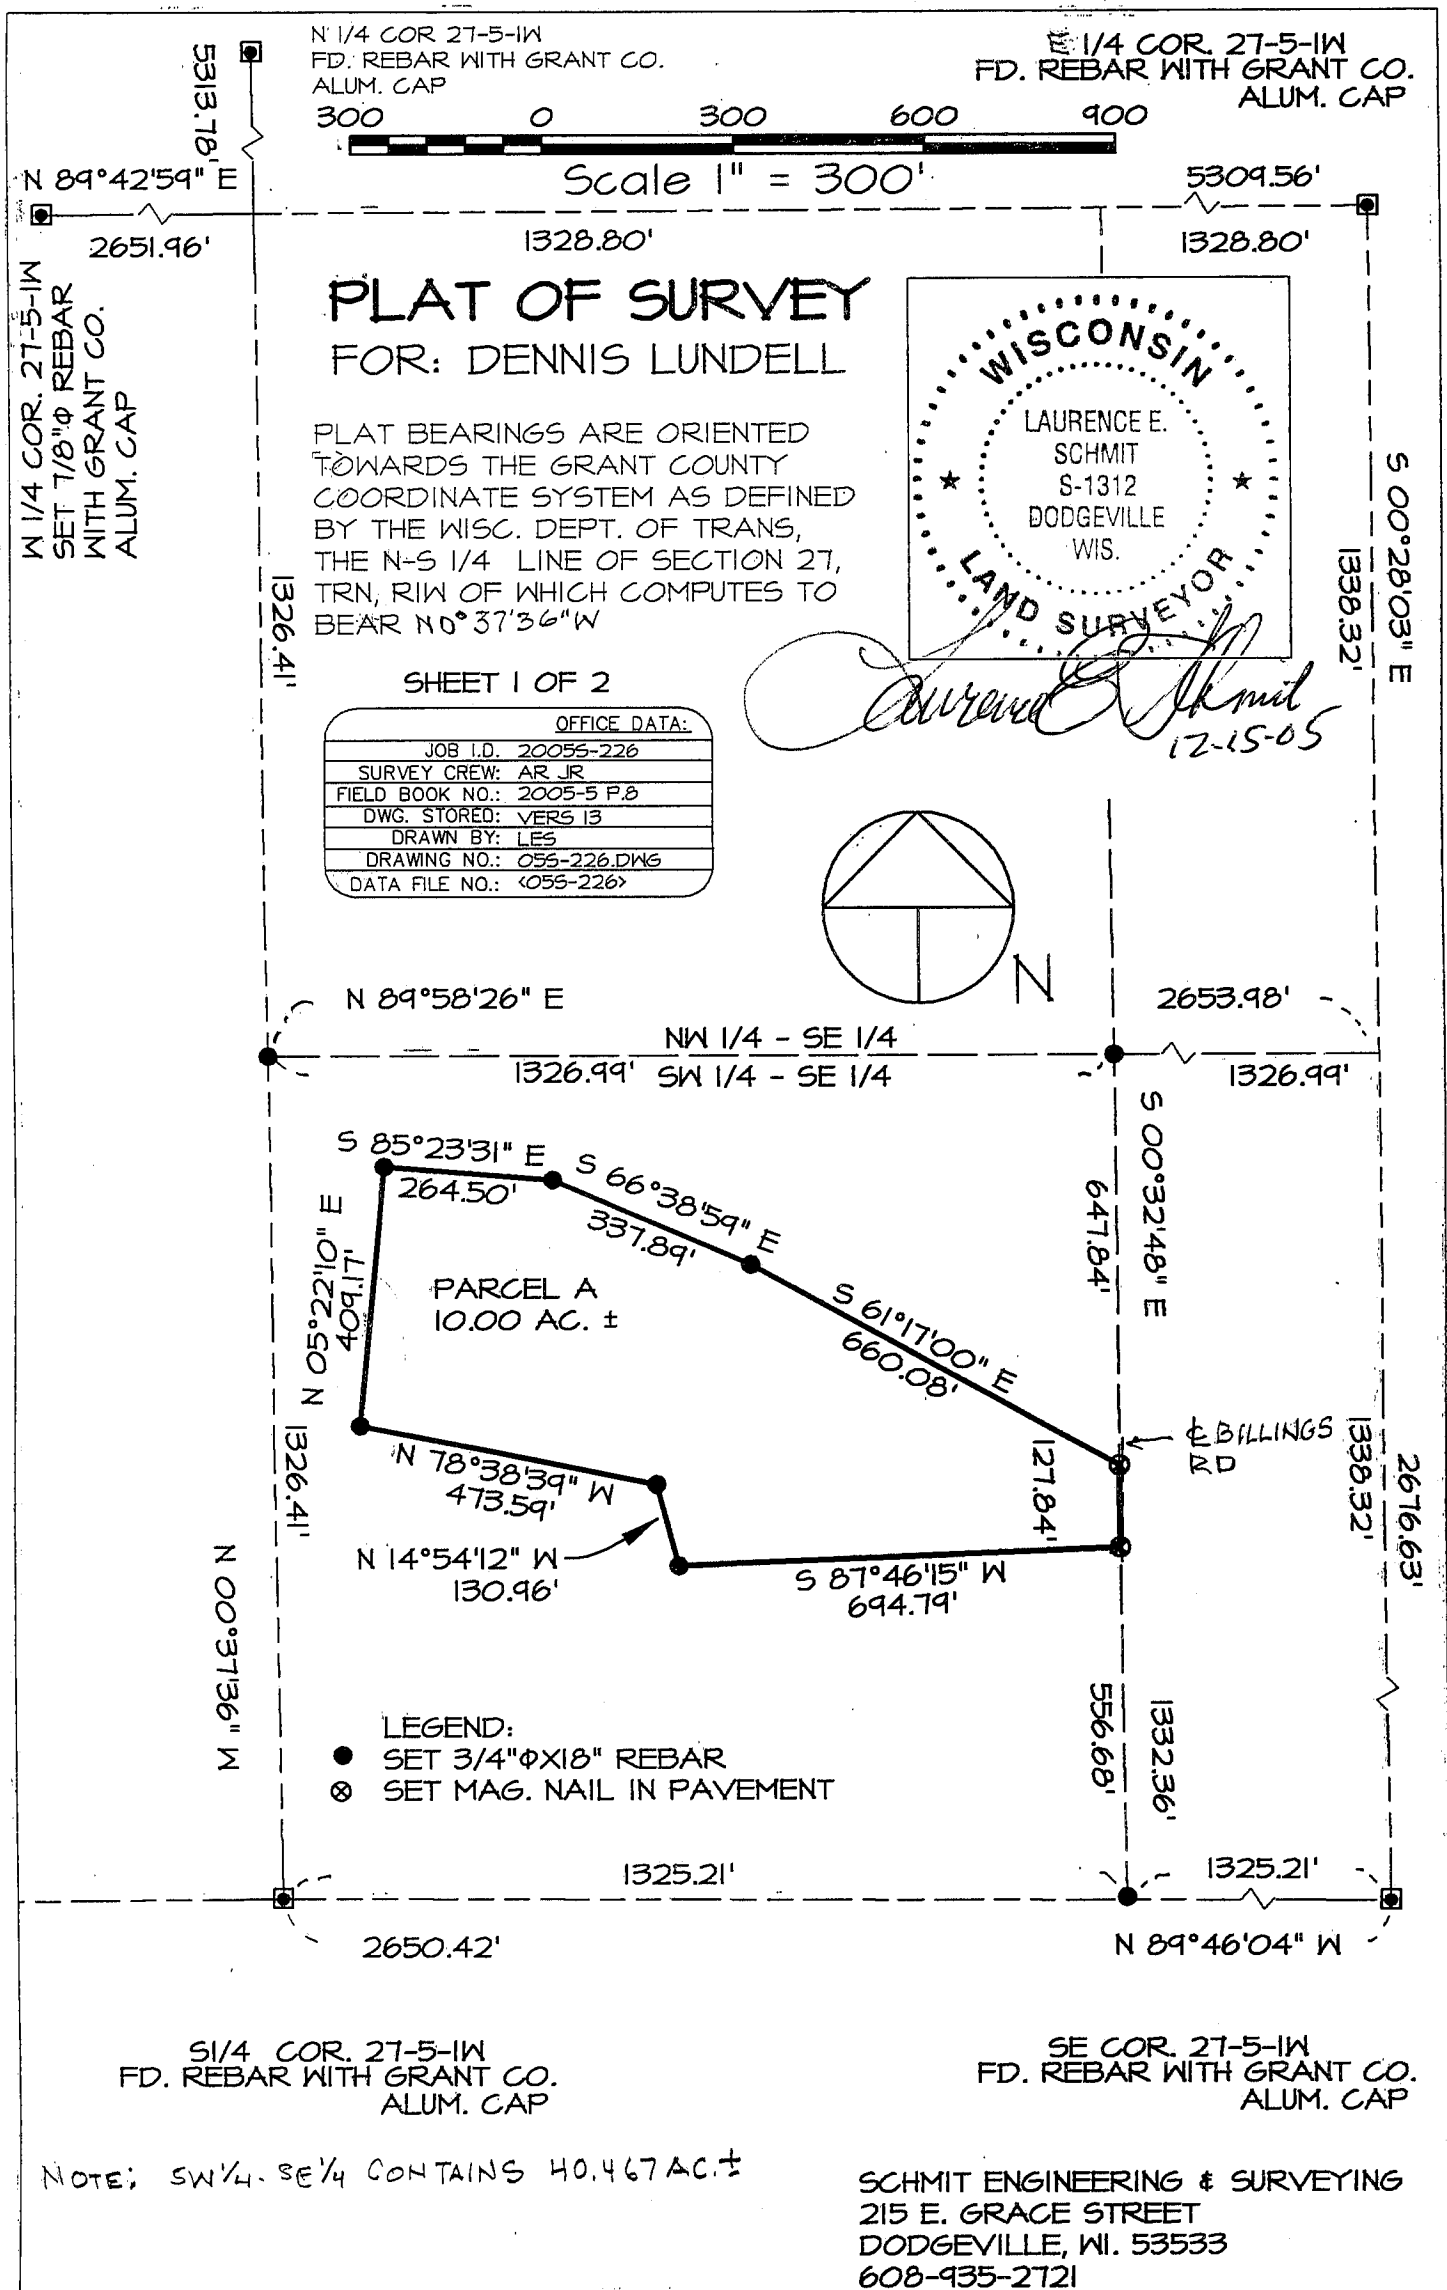 N 1/4 COR 27-5-1W
FD. REBAR WITH GRANT CO.
ALUM. CAP
E 1/4 COR. 27-5-1W
FD. REBAR WITH GRANT CO.
ALUM. CAP
5313.78'
300 0 300 600 900
Scale 1" = 300'
N 89°42'59" E
5309.56'
2651.96'
1328.80'
1328.80'
W 1/4 COR. 27-5-1W
SET 7/8"Φ REBAR
WITH GRANT CO.
ALUM. CAP
PLAT OF SURVEY
FOR: DENNIS LUNDELL
PLAT BEARINGS ARE ORIENTED
TOWARDS THE GRANT COUNTY
COORDINATE SYSTEM AS DEFINED
BY THE WISC. DEPT. OF TRANS,
THE N-S 1/4 LINE OF SECTION 27,
TRN, R1W OF WHICH COMPUTES TO
BEAR N0°37'36"W
WISCONSIN
LAURENCE E.
SCHMIT
S-1312
DODGEVILLE
WIS.
LAND SURVEYOR
Laurence E Schmit
12-15-05
S 00°28'03" E
1338.32'
1326.41'
SHEET 1 OF 2
OFFICE DATA:
JOB I.D. 2005S-226
SURVEY CREW: AR JR
FIELD BOOK NO.: 2005-5 P.8
DWG. STORED: VERS 13
DRAWN BY: LES
DRAWING NO.: 05S-226.DWG
DATA FILE NO.: <05S-226>
N
N 89°58'26" E
2653.98'
NW 1/4 - SE 1/4
1326.99' SW 1/4 - SE 1/4
1326.99'
S 85°23'31" E
264.50'
S 66°38'59" E
337.89'
S 00°32'48" E
647.84'
N 05°22'10" E
409.17'
PARCEL A
10.00 AC. ±
S 61°17'00" E
660.08'
℄ BILLINGS
RD
N 78°38'39" W
473.59'
127.84'
1326.41'
1338.32'
2676.63'
N 14°54'12" W
130.96'
S 87°46'15" W
694.79'
N 00°37'36" W
556.68'
1332.36'
LEGEND:
SET 3/4"ΦX18" REBAR
SET MAG. NAIL IN PAVEMENT
1325.21'
1325.21'
2650.42'
N 89°46'04" W
S1/4 COR. 27-5-1W
FD. REBAR WITH GRANT CO.
ALUM. CAP
SE COR. 27-5-1W
FD. REBAR WITH GRANT CO.
ALUM. CAP
NOTE: SW 1/4 - SE 1/4 CONTAINS 40.467 AC.±
SCHMIT ENGINEERING & SURVEYING
215 E. GRACE STREET
DODGEVILLE, WI. 53533
608-935-2721